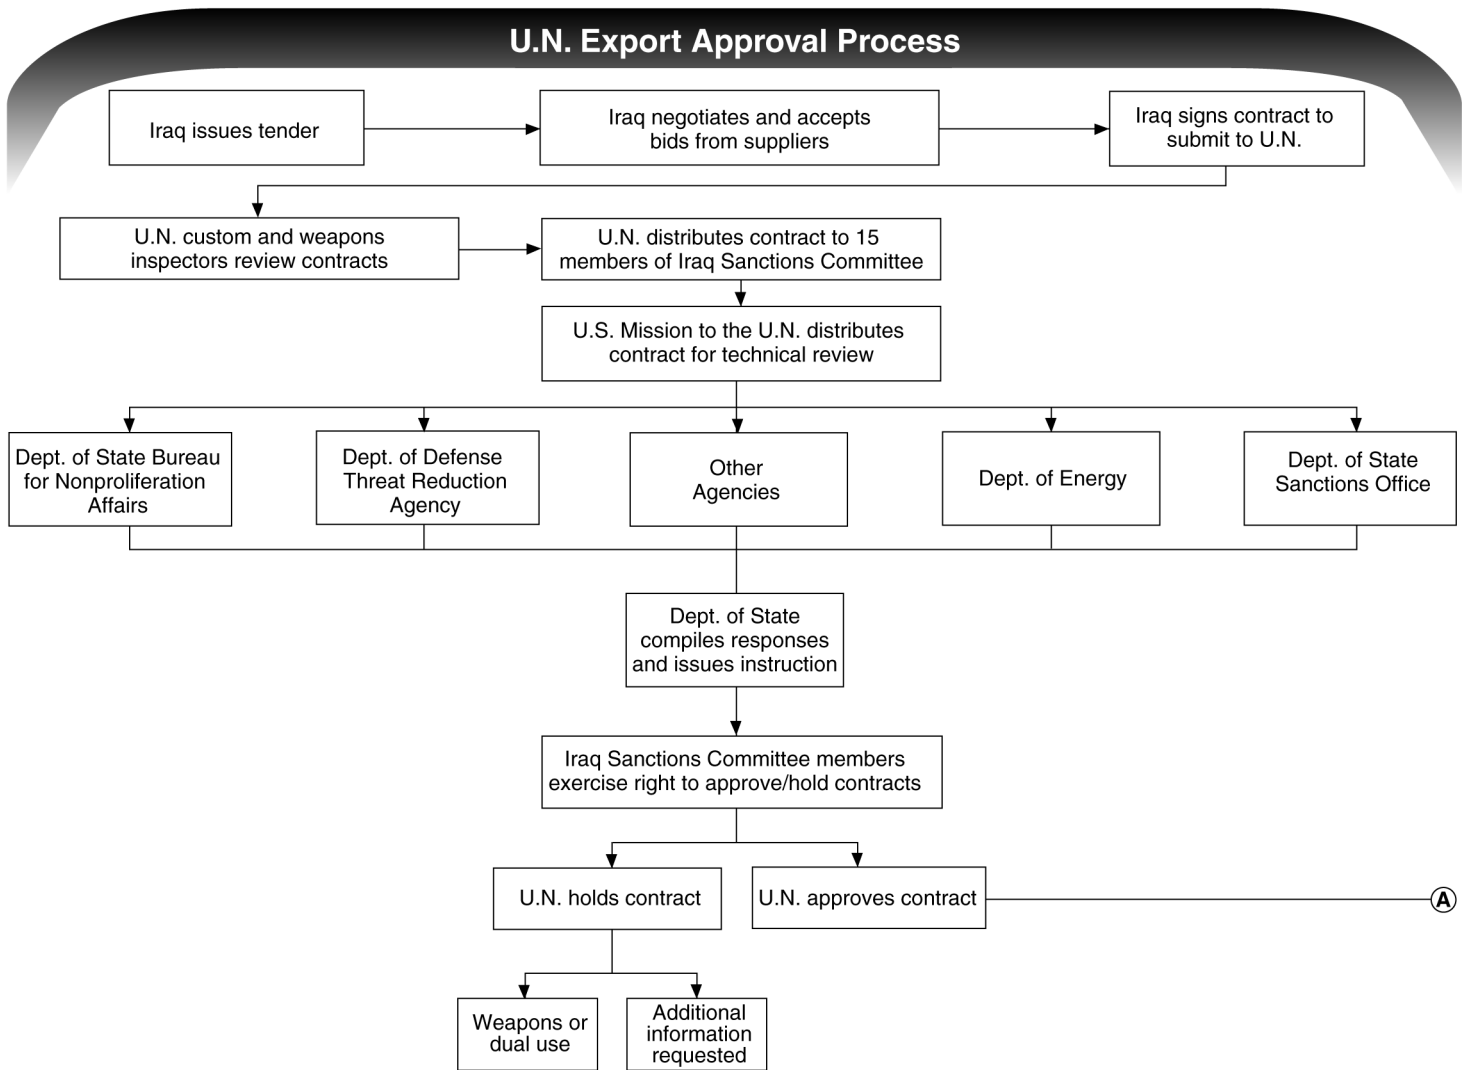 U.N. Export Approval Process
Iraq issues tender
Iraq negotiates and accepts
bids from suppliers
Iraq signs contract to
submit to U.N.
U.N. custom and weapons
inspectors review contracts
U.N. distributes contract to 15
members of Iraq Sanctions Committee
U.S. Mission to the U.N. distributes
contract for technical review
Dept. of State Bureau
for Nonproliferation
Affairs
Dept. of Defense
Threat Reduction
Agency
Other
Agencies
Dept. of Energy
Dept. of State
Sanctions Office
Dept. of State
compiles responses
and issues instruction
Iraq Sanctions Committee members
exercise right to approve/hold contracts
U.N. holds contract
U.N. approves contract
A
Weapons or
dual use
Additional
information
requested